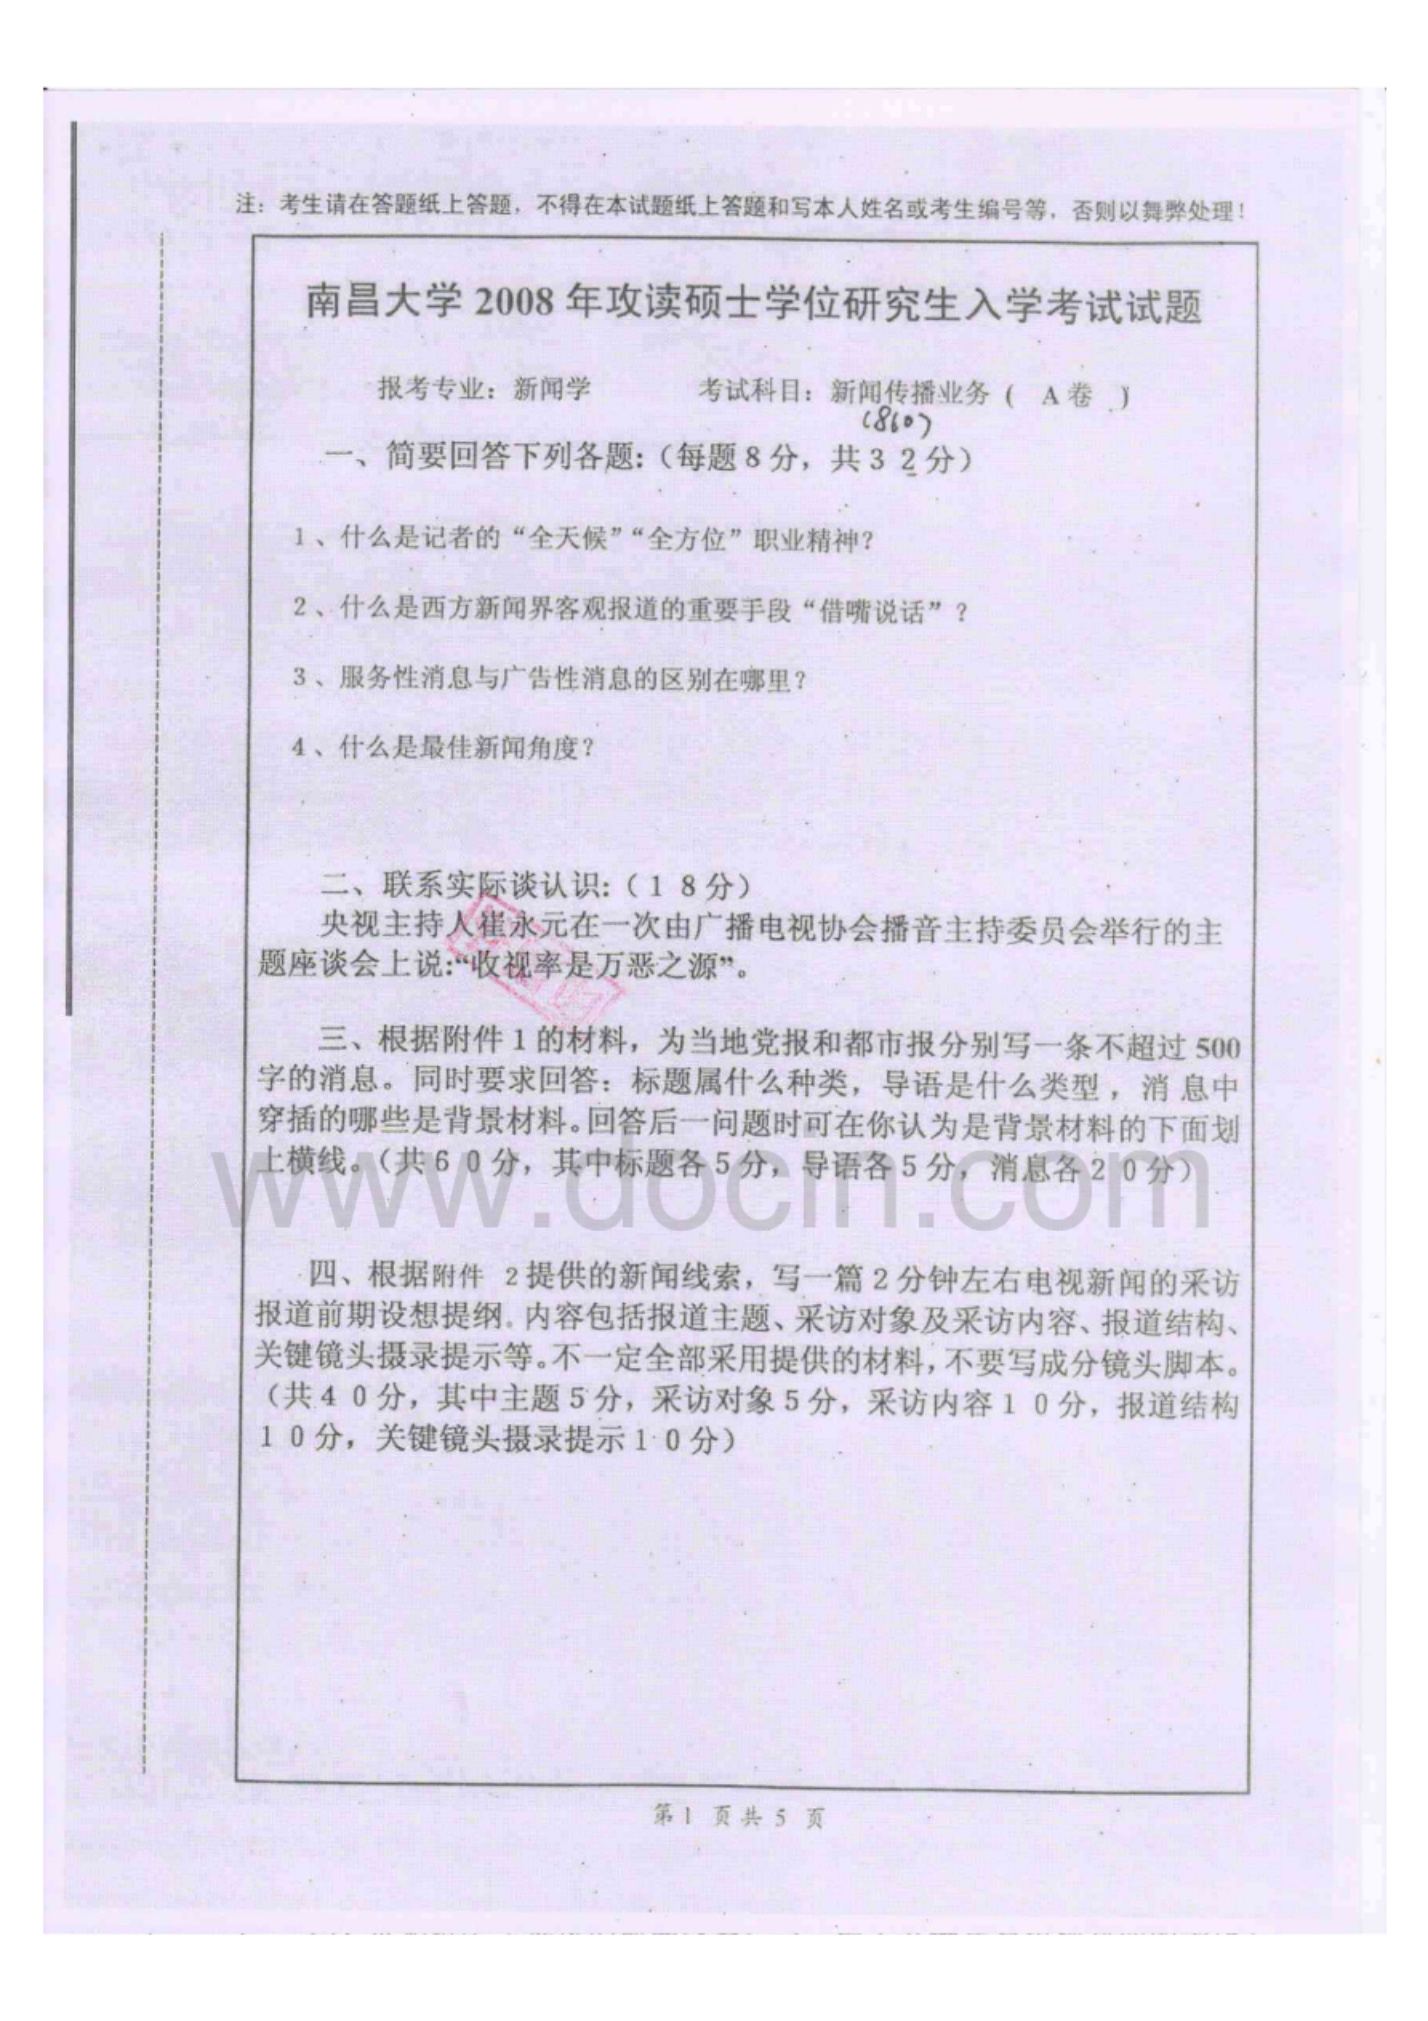 注：考生请在答题纸上答题，不得在本试题纸上答题和写本人姓名或考生编号等，否则以舞弊处理！
南昌大学 2008 年攻读硕士学位研究生入学考试试题
报考专业：新闻学 考试科目：新闻传播业务（ A 卷 ）
（860）
一、简要回答下列各题:（每题8分，共32分）
1、什么是记者的“全天候”“全方位”职业精神？
2、什么是西方新闻界客观报道的重要手段“借嘴说话”？
3、服务性消息与广告性消息的区别在哪里？
4、什么是最佳新闻角度？
二、联系实际谈认识:（18分）
央视主持人崔永元在一次由广播电视协会播音主持委员会举行的主
题座谈会上说:“收视率是万恶之源”。
三、根据附件1的材料，为当地党报和都市报分别写一条不超过 500
字的消息。同时要求回答：标题属什么种类，导语是什么类型，消息中
穿插的哪些是背景材料。回答后一问题时可在你认为是背景材料的下面划
上横线。（共60分，其中标题各5分，导语各5分，消息各20分）
www.docin.com
四、根据附件 2提供的新闻线索，写一篇2分钟左右电视新闻的采访
报道前期设想提纲。内容包括报道主题、采访对象及采访内容、报道结构、
关键镜头摄录提示等。不一定全部采用提供的材料，不要写成分镜头脚本。
（共40分，其中主题5分，采访对象5分，采访内容10分，报道结构
10分，关键镜头摄录提示10分）
第1 页共 5 页